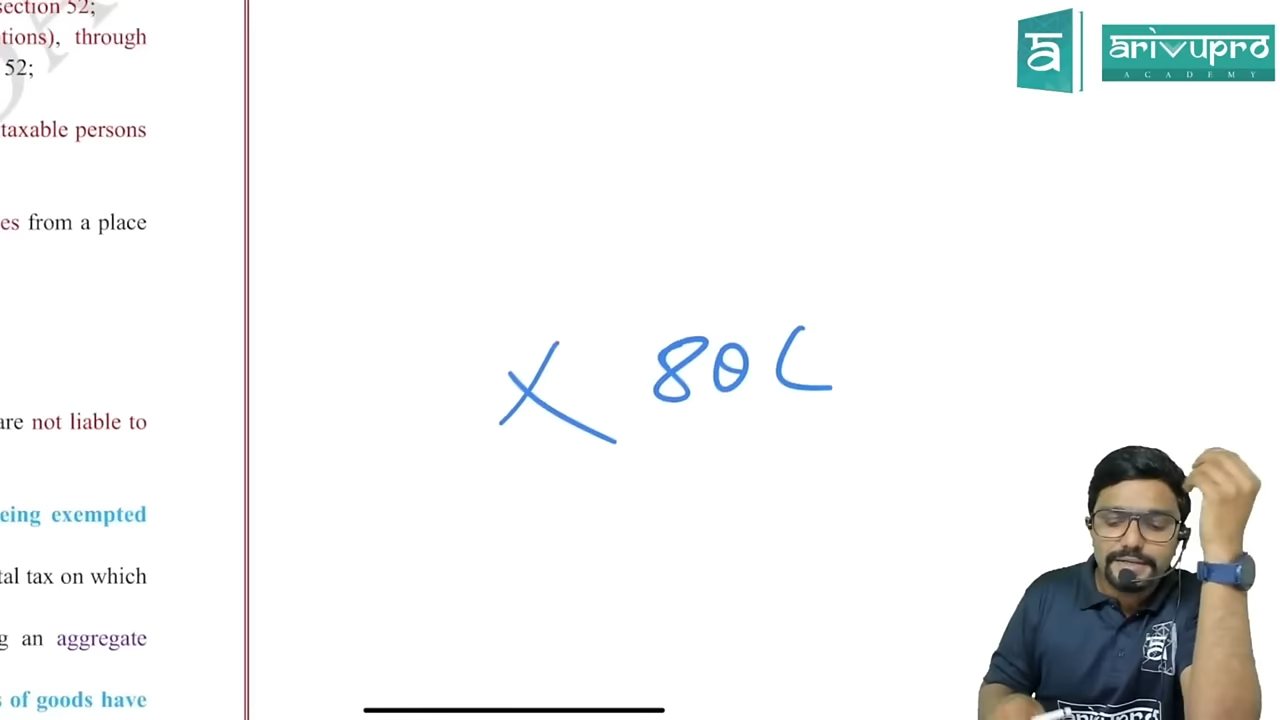 section 52;
tions), through
52;
taxable persons
es from a place
are not liable to
eing exempted
tal tax on which
g an aggregate
s of goods have
X 80C
arivupro
ACADEMY
arivupro